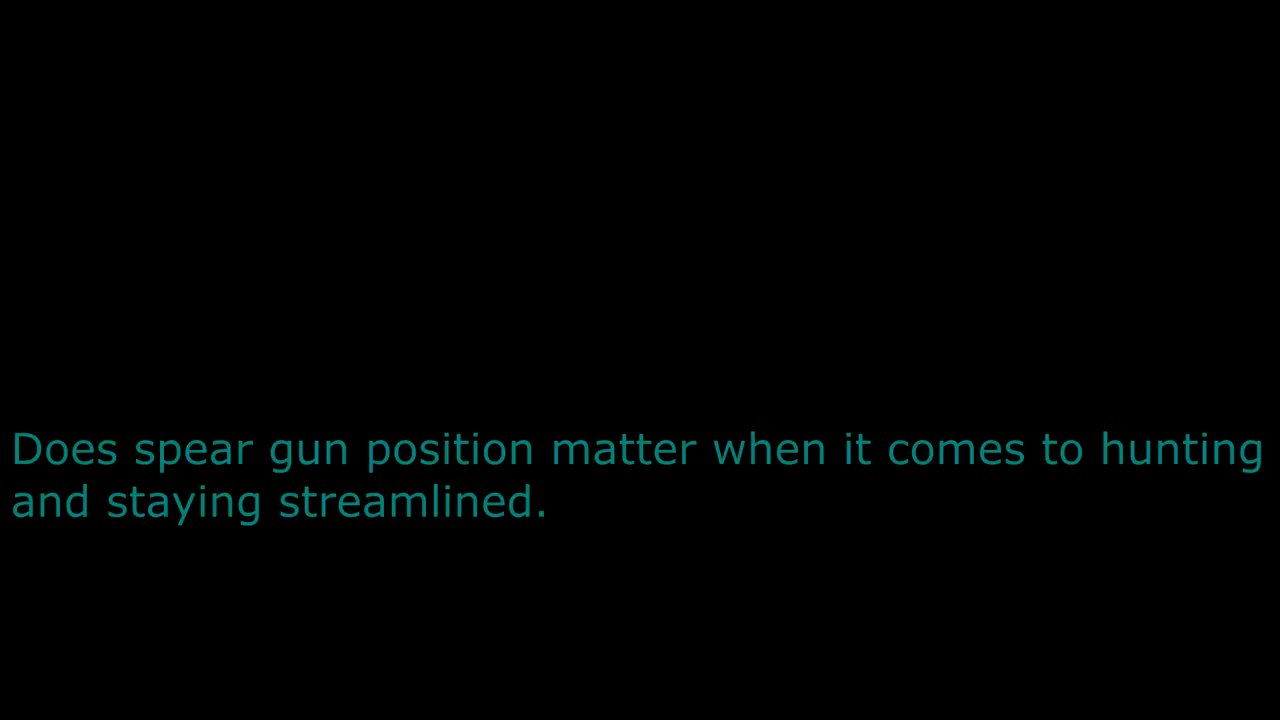 Does spear gun position matter when it comes to hunting
and staying streamlined.